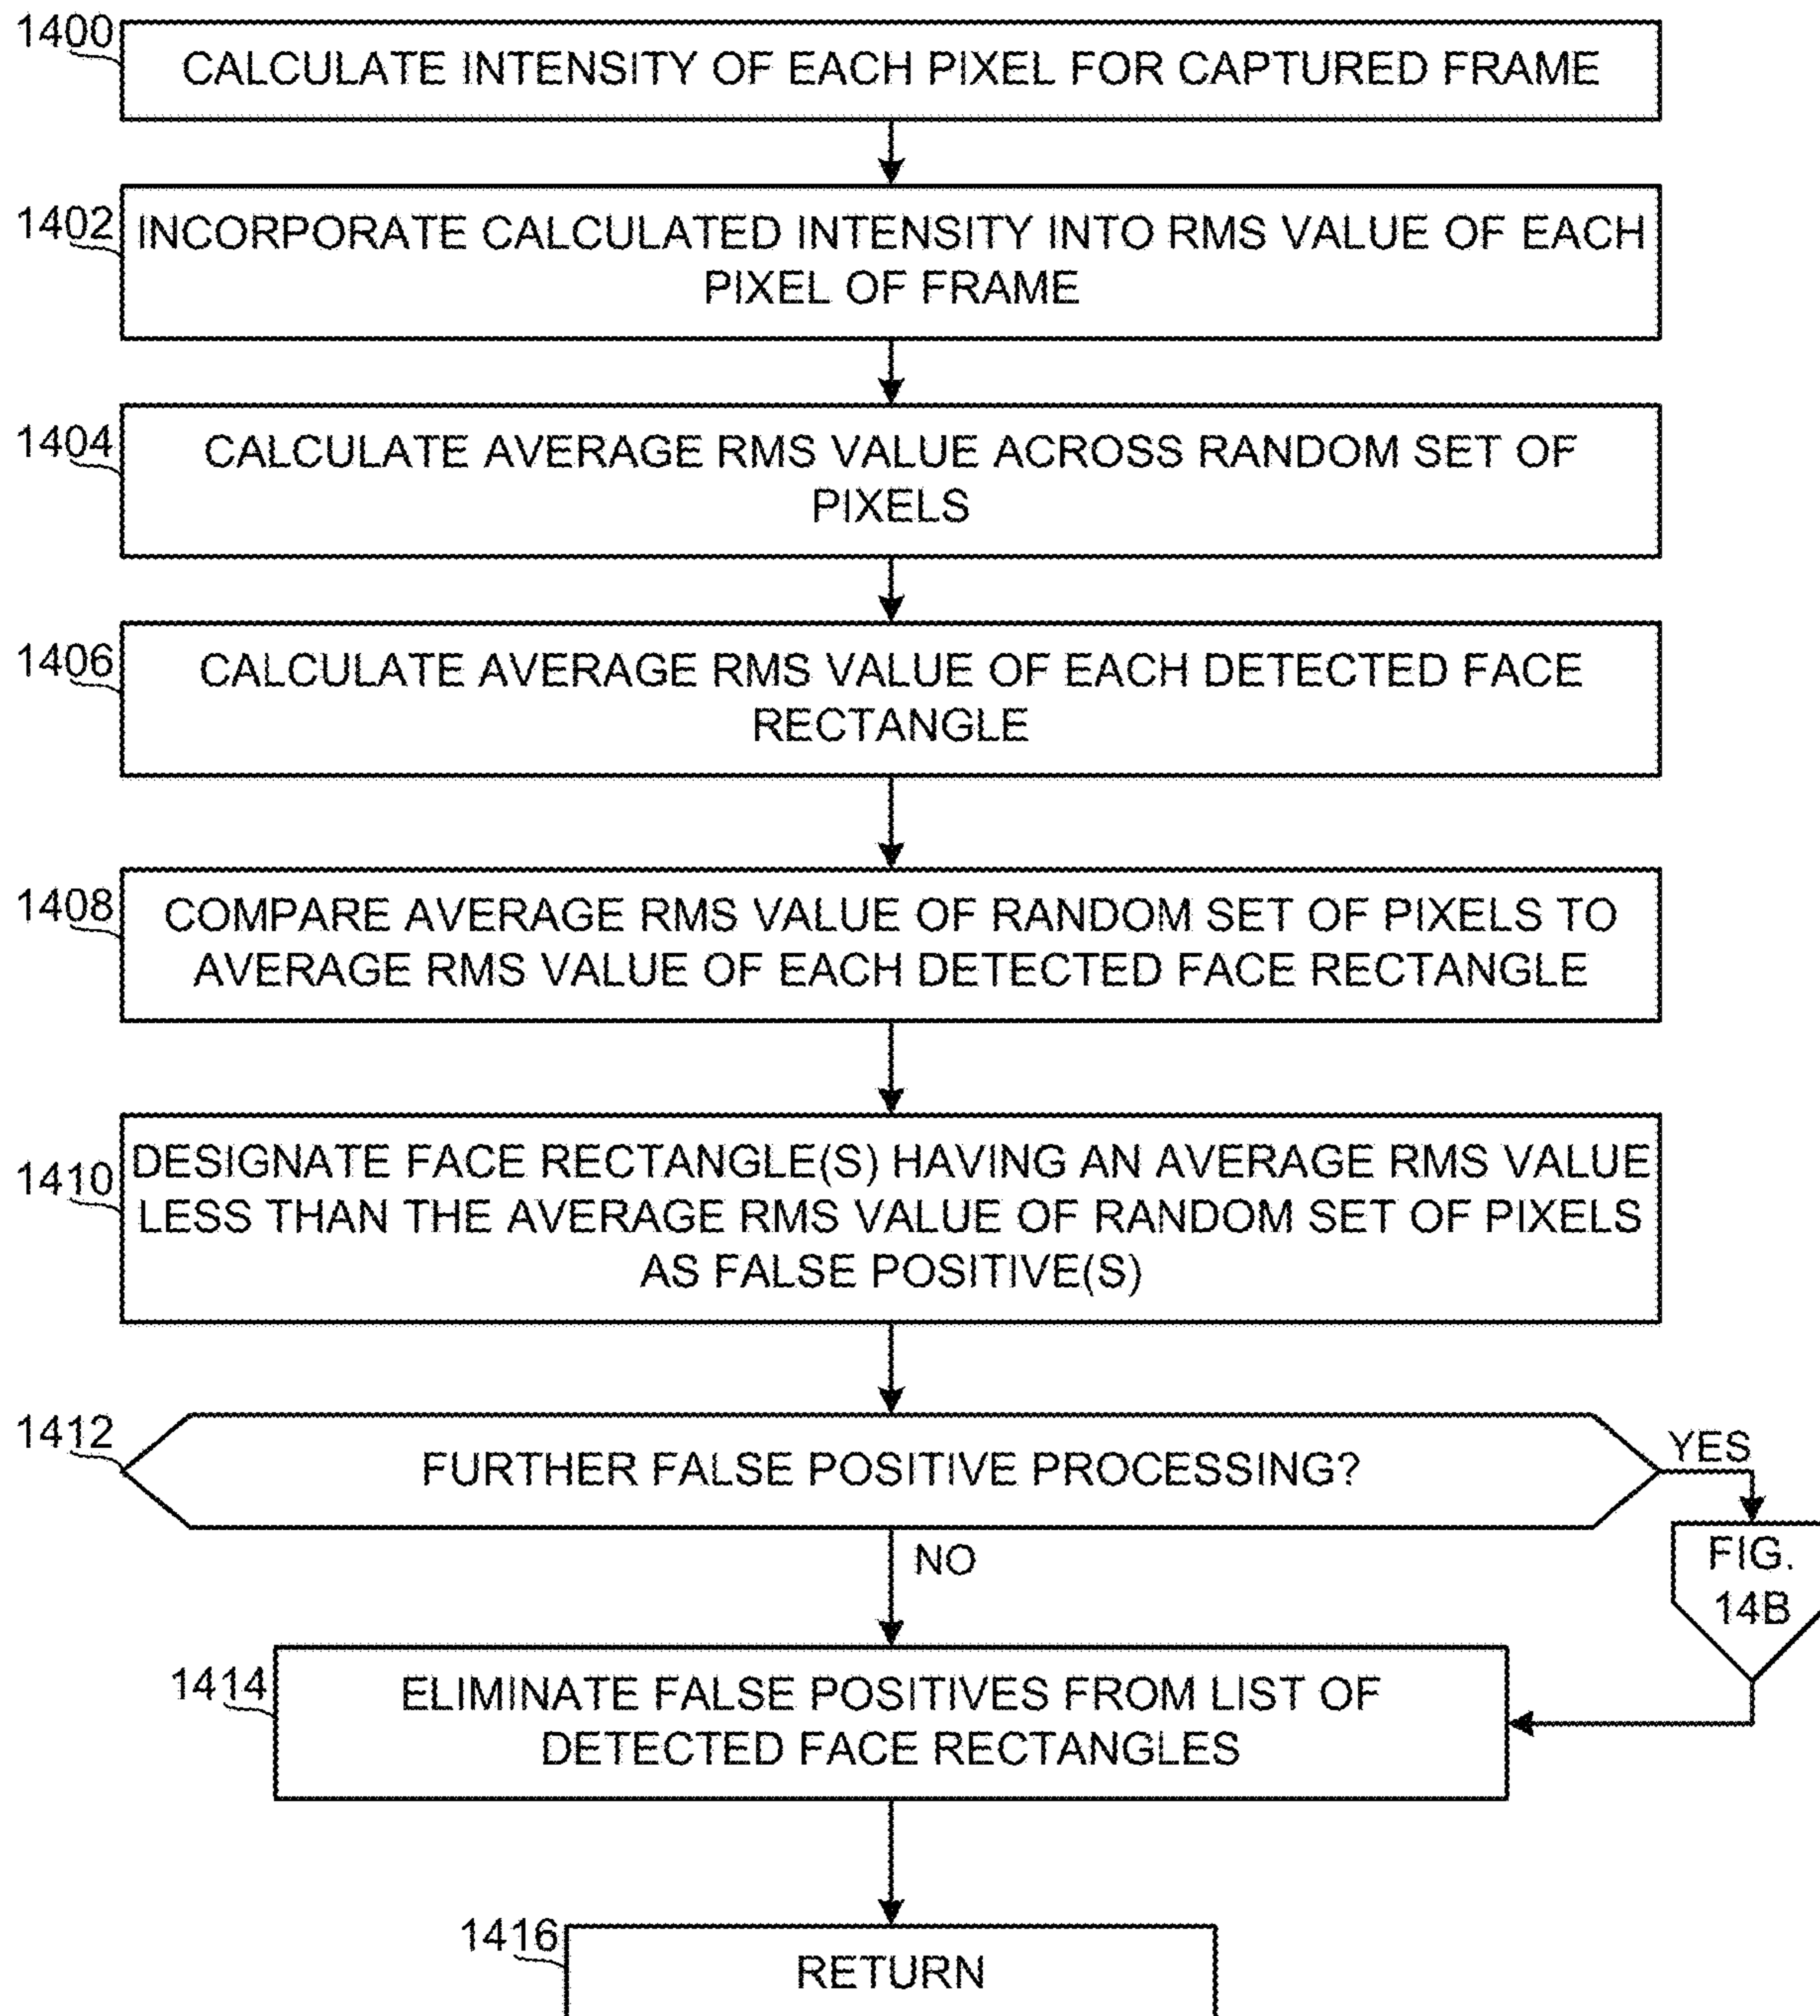 1400
CALCULATE INTENSITY OF EACH PIXEL FOR CAPTURED FRAME
1402
INCORPORATE CALCULATED INTENSITY INTO RMS VALUE OF EACH
PIXEL OF FRAME
1404
CALCULATE AVERAGE RMS VALUE ACROSS RANDOM SET OF
PIXELS
1406
CALCULATE AVERAGE RMS VALUE OF EACH DETECTED FACE
RECTANGLE
1408
COMPARE AVERAGE RMS VALUE OF RANDOM SET OF PIXELS TO
AVERAGE RMS VALUE OF EACH DETECTED FACE RECTANGLE
1410
DESIGNATE FACE RECTANGLE(S) HAVING AN AVERAGE RMS VALUE
LESS THAN THE AVERAGE RMS VALUE OF RANDOM SET OF PIXELS
AS FALSE POSITIVE(S)
1412
FURTHER FALSE POSITIVE PROCESSING?
YES
FIG.
14B
NO
1414
ELIMINATE FALSE POSITIVES FROM LIST OF
DETECTED FACE RECTANGLES
1416
RETURN